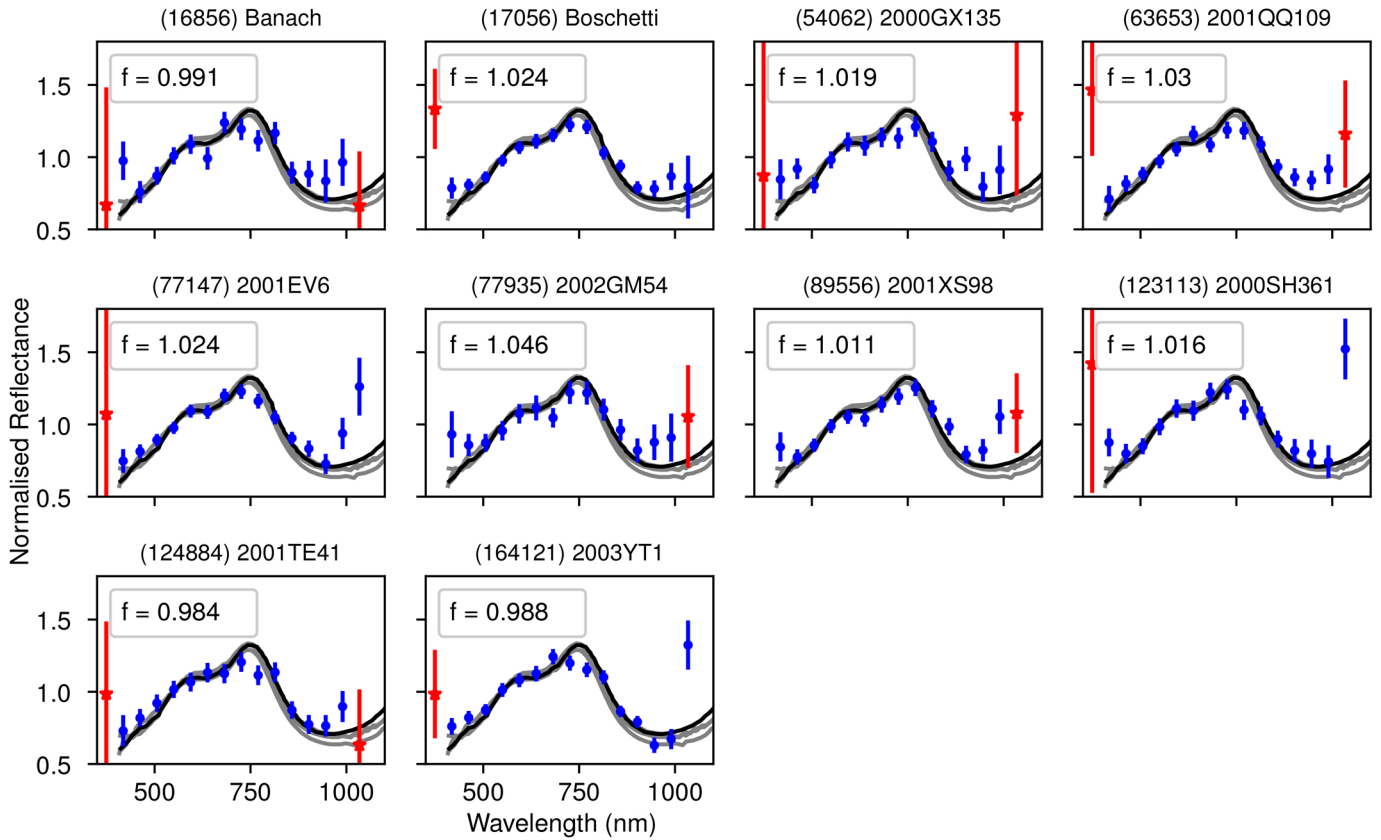 (16856) Banach
(17056) Boschetti
(54062) 2000GX135
(63653) 2001QQ109
f = 0.991
f = 1.024
f = 1.019
f = 1.03
1.5
1.0
0.5
500
750
1000
(77147) 2001EV6
(77935) 2002GM54
(89556) 2001XS98
(123113) 2000SH361
f = 1.024
f = 1.046
f = 1.011
f = 1.016
1.5
1.0
0.5
Normalised Reflectance
(124884) 2001TE41
(164121) 2003YT1
f = 0.984
f = 0.988
1.5
1.0
0.5
500
750
1000
500
750
1000
Wavelength (nm)